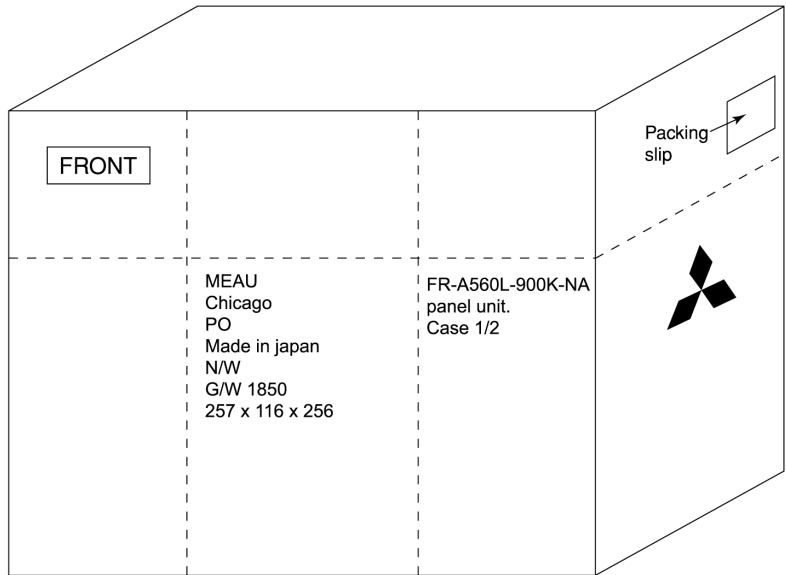 FRONT
Packing
slip
MEAU
Chicago
PO
Made in japan
N/W
G/W 1850
257 x 116 x 256
FR-A560L-900K-NA
panel unit.
Case 1/2